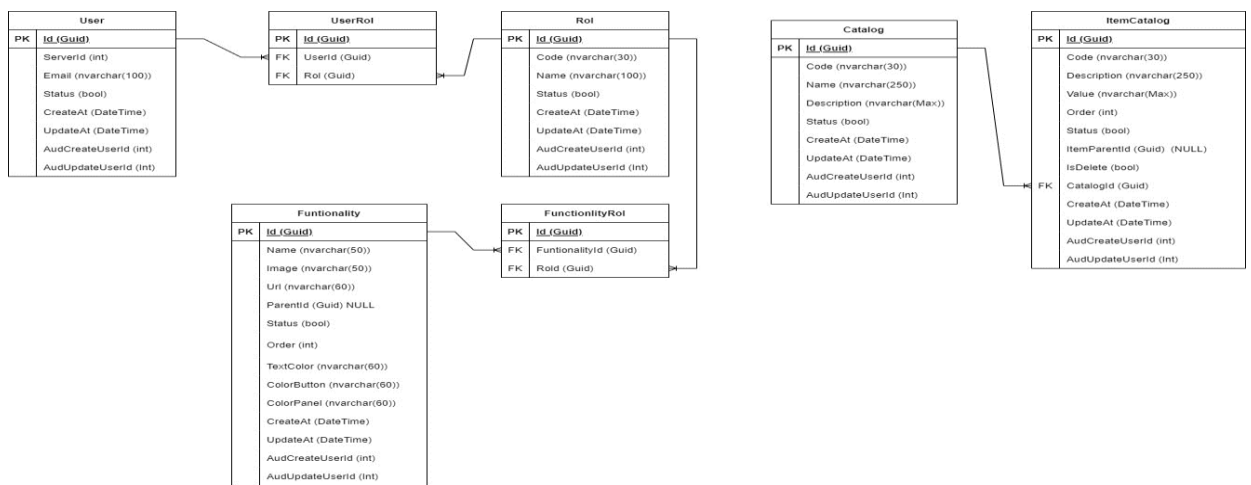 User
PK Id (Guid)
ServerId (int)
Email (nvarchar(100))
Status (bool)
CreateAt (DateTime)
UpdateAt (DateTime)
AudCreateUserId (int)
AudUpdateUserId (Int)
UserRol
PK Id (Guid)
FK UserId (Guid)
FK Rol (Guid)
Rol
PK Id (Guid)
Code (nvarchar(30))
Name (nvarchar(100))
Status (bool)
CreateAt (DateTime)
UpdateAt (DateTime)
AudCreateUserId (int)
AudUpdateUserId (Int)
Catalog
PK Id (Guid)
Code (nvarchar(30))
Name (nvarchar(250))
Description (nvarchar(Max))
Status (bool)
CreateAt (DateTime)
UpdateAt (DateTime)
AudCreateUserId (int)
AudUpdateUserId (Int)
ItemCatalog
PK Id (Guid)
Code (nvarchar(30))
Description (nvarchar(250))
Value (nvarchar(Max))
Order (int)
Status (bool)
ItemParentId (Guid) (NULL)
IsDelete (bool)
FK CatalogId (Guid)
CreateAt (DateTime)
UpdateAt (DateTime)
AudCreateUserId (int)
AudUpdateUserId (Int)
Funtionality
PK Id (Guid)
Name (nvarchar(50))
Image (nvarchar(50))
Url (nvarchar(60))
ParentId (Guid) NULL
Status (bool)
Order (int)
TextColor (nvarchar(60))
ColorButton (nvarchar(60))
ColorPanel (nvarchar(60))
CreateAt (DateTime)
UpdateAt (DateTime)
AudCreateUserId (int)
AudUpdateUserId (Int)
FunctionlityRol
PK Id (Guid)
FK FuntionalityId (Guid)
FK RoId (Guid)